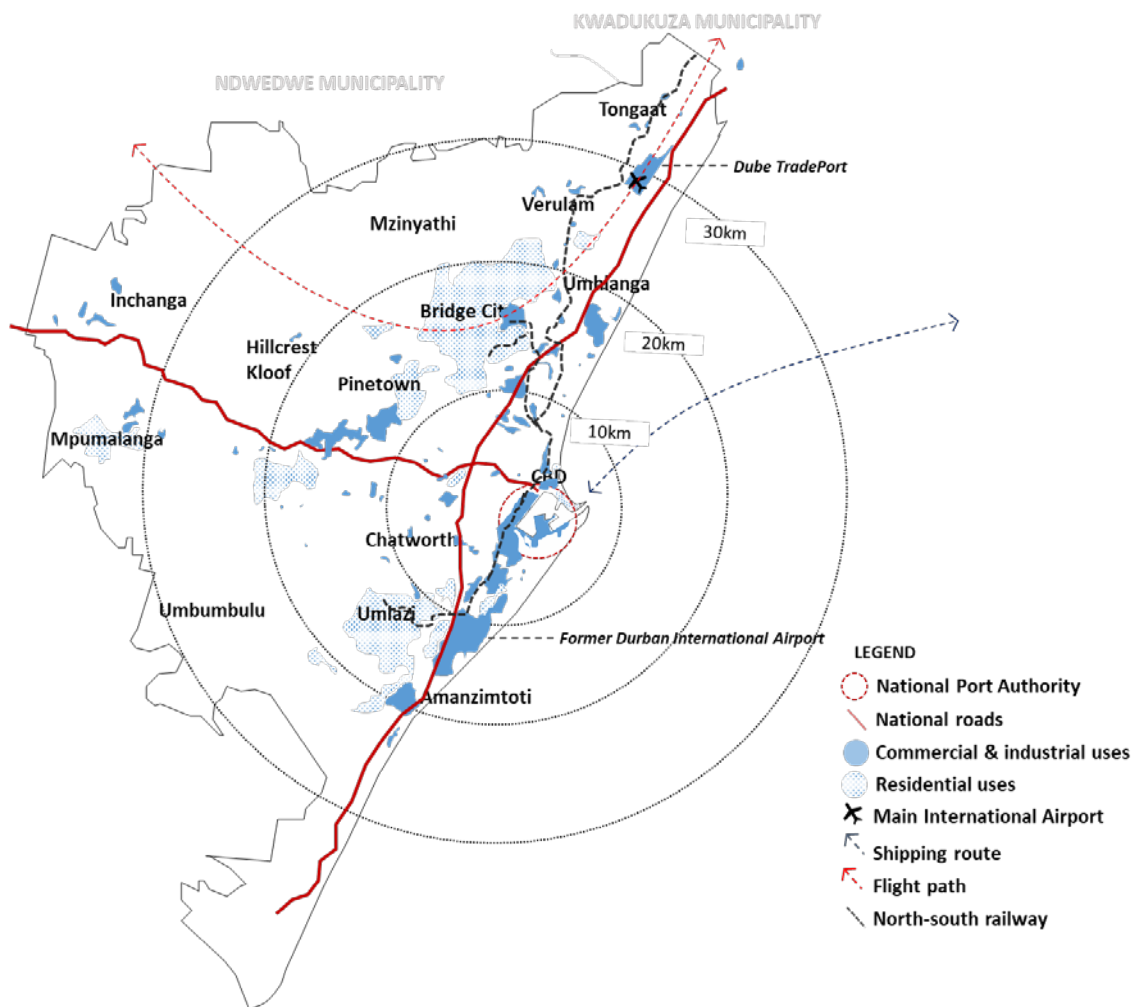 KWADUKUZA MUNICIPALITY
NDWEDWE MUNICIPALITY
Tongaat
Dube TradePort
Verulam
Mzinyathi
30km
Umhlanga
Inchanga
Bridge Cit
20km
Hillcrest
Kloof
Pinetown
10km
Mpumalanga
CBD
Chatworth
Umbumbulu
Umlazi
Former Durban International Airport
Amanzimtoti
LEGEND
National Port Authority
National roads
Commercial & industrial uses
Residential uses
Main International Airport
Shipping route
Flight path
North-south railway